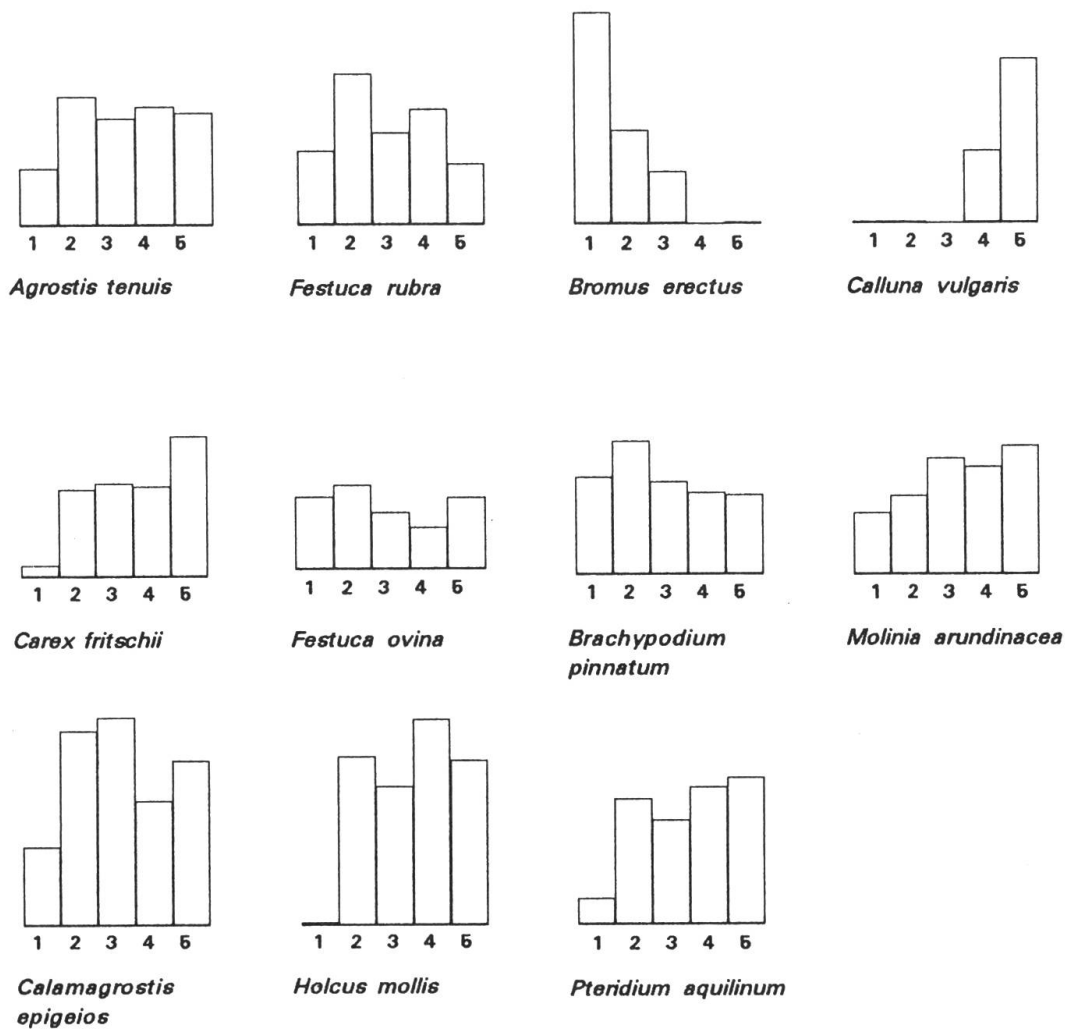 1 2 3 4 5
1 2 3 4 5
1 2 3 4 5
1 2 3 4 5
Agrostis tenuis
Festuca rubra
Bromus erectus
Calluna vulgaris
1 2 3 4 5
1 2 3 4 5
1 2 3 4 5
1 2 3 4 5
Carex fritschii
Festuca ovina
Brachypodium
pinnatum
Molinia arundinacea
1 2 3 4 5
1 2 3 4 5
1 2 3 4 5
Calamagrostis
epigeios
Holcus mollis
Pteridium aquilinum